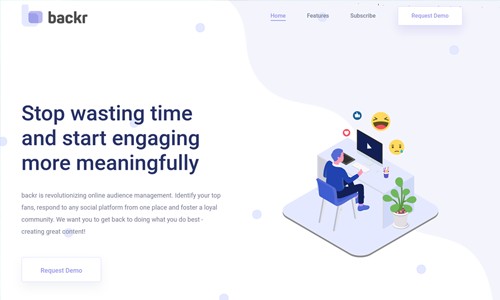 backr
Home Features Subscribe Request Demo
Stop wasting time
and start engaging
more meaningfully
backr is revolutionizing online audience management. Identify your top
fans, respond to any social platform from one place and foster a loyal
community. We want you to get back to doing what you do best -
creating great content!
Request Demo